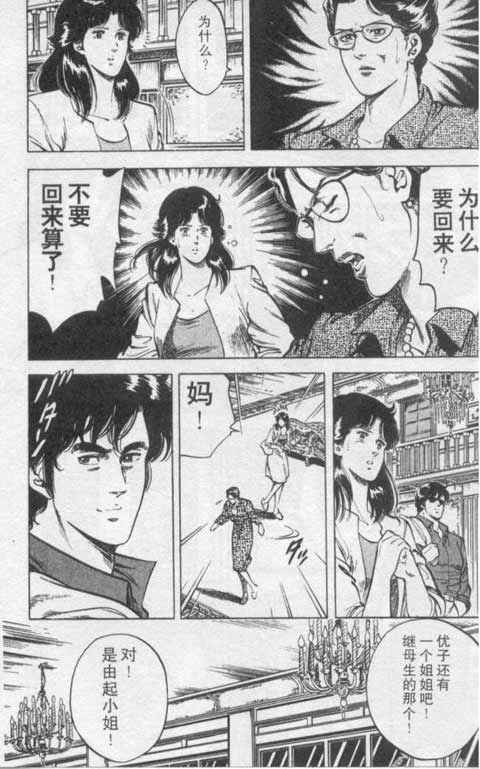 为什么？
为什么
要回来？
不要
回来算了！
妈！
优子还有
一个姐姐吧！
继母生的那个！
对！
是由起小姐！